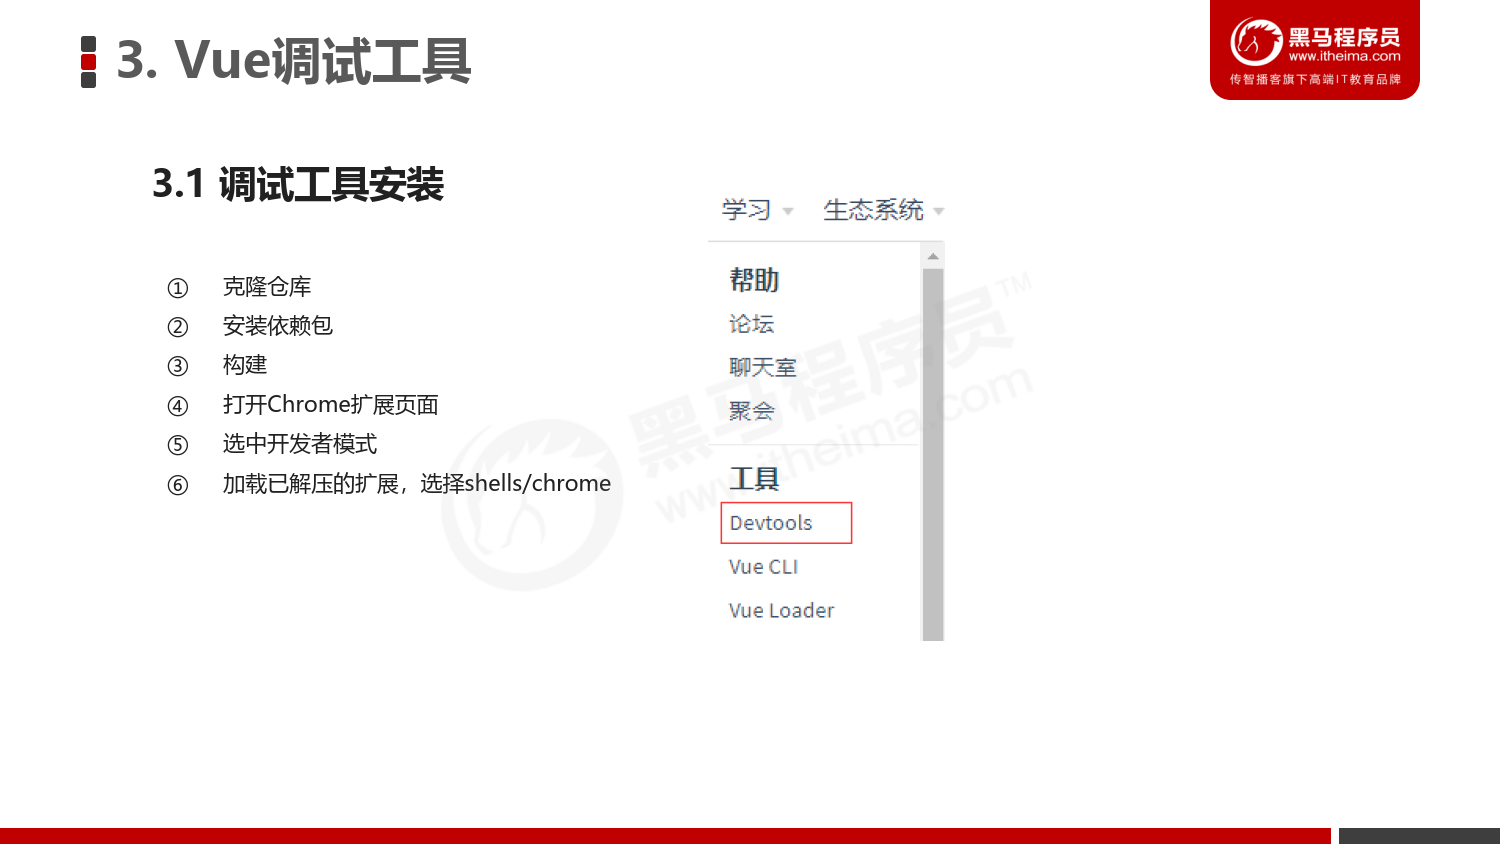 3. Vue调试工具
黑马程序员
www.itheima.com
传智播客旗下高端IT教育品牌
3.1 调试工具安装
① 克隆仓库
② 安装依赖包
③ 构建
④ 打开Chrome扩展页面
⑤ 选中开发者模式
⑥ 加载已解压的扩展，选择shells/chrome
学习 生态系统
帮助
论坛
聊天室
聚会
工具
Devtools
Vue CLI
Vue Loader
黑马程序员™
www.itheima.com